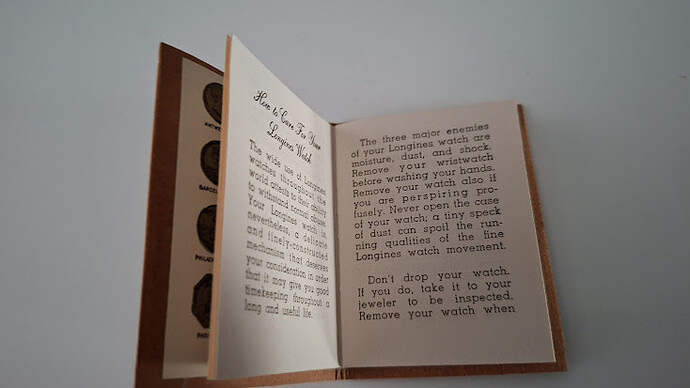 ANTWE
BARCEL
PHILAD
How to Care For Your
Longines Watch
The wide use of Longines
watches throughout the
world attests to their ability
to withstand normal abuse.
Your Longines watch is,
nevertheless, a delicate
and finely-constructed
mechanism that deserves
your consideration in order
that it may give you good
timekeeping throughout a
long and useful life.
The three major enemies
of your Longines watch are
moisture, dust, and shock.
Remove your wristwatch
before washing your hands.
Remove your watch also if
you are perspiring pro-
fusely. Never open the case
of your watch; a tiny speck
of dust can spoil the run-
ning qualities of the fine
Longines watch movement.
Don't drop your watch.
If you do, take it to your
jeweler to be inspected.
Remove your watch when